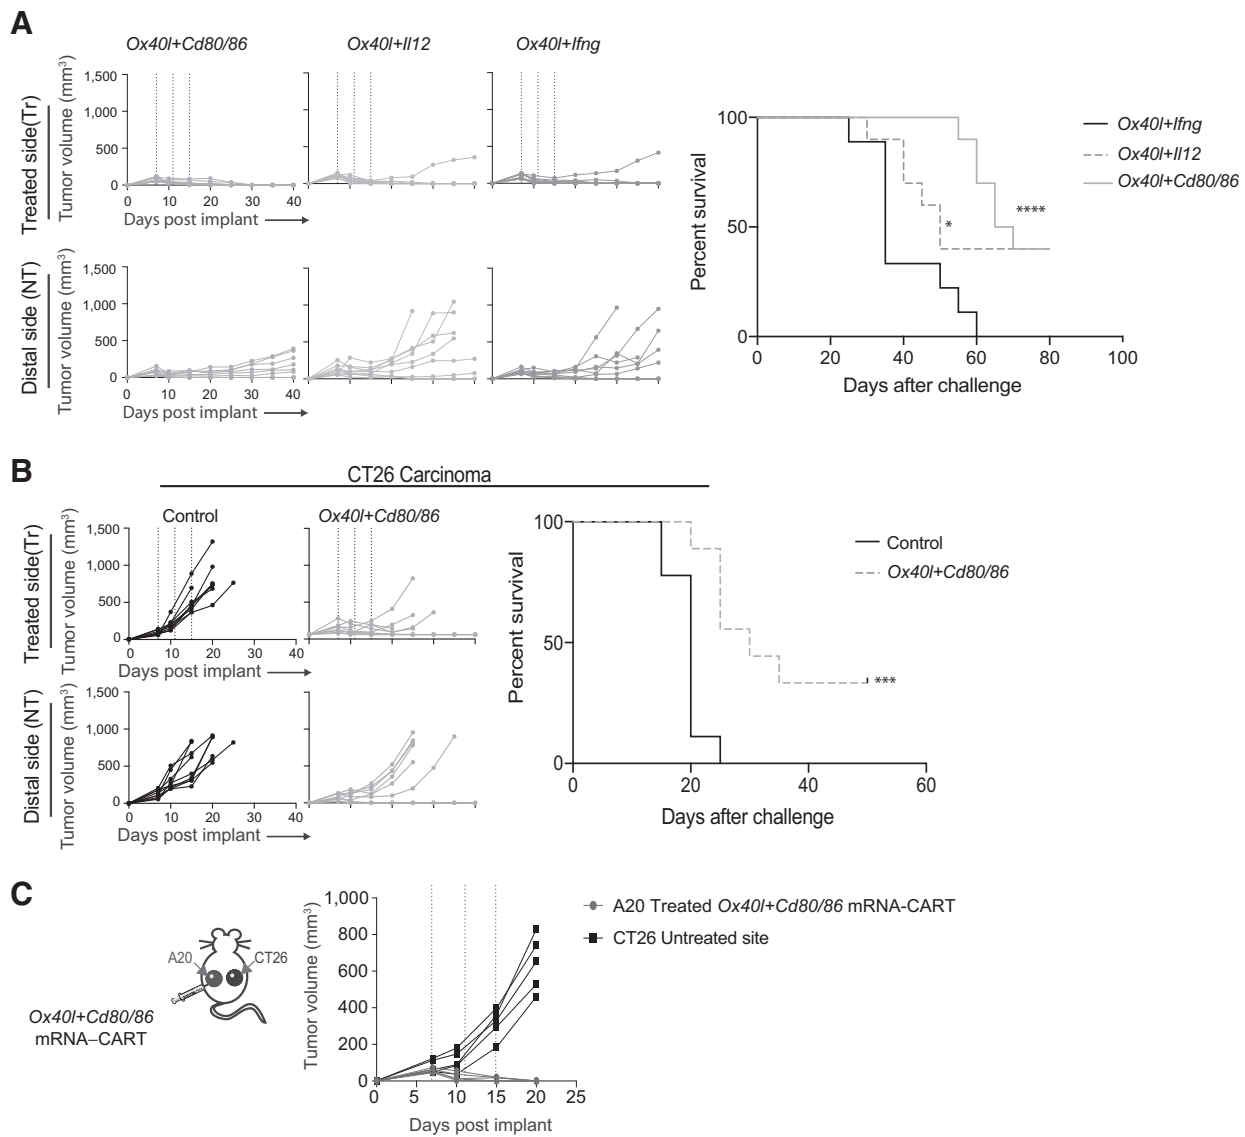 A
Ox40l+Cd80/86
Ox40l+Il12
Ox40l+Ifng
Treated side(Tr)
Tumor volume (mm3)
1,500
1,000
500
0
0 10 20 30 40
Days post implant
Distal side (NT)
Tumor volume (mm3)
1,500
1,000
500
0
0 10 20 30 40
Days post implant
Percent survival
100
50
0
0 20 40 60 80 100
Days after challenge
*
****
Ox40l+Ifng
Ox40l+Il12
Ox40l+Cd80/86
B
CT26 Carcinoma
Control
Ox40l+Cd80/86
Treated side(Tr)
Tumor volume (mm3)
1,500
1,000
500
0
0 10 20 30 40
Days post implant
Distal side (NT)
Tumor volume (mm3)
1,500
1,000
500
0
0 10 20 30 40
Days post implant
Percent survival
100
50
0
0 20 40 60
Days after challenge
***
Control
Ox40l+Cd80/86
C
A20
CT26
Ox40l+Cd80/86
mRNA–CART
Tumor volume (mm3)
1,000
800
600
400
200
0
0 5 10 15 20 25
Days post implant
A20 Treated Ox40l+Cd80/86 mRNA-CART
CT26 Untreated site